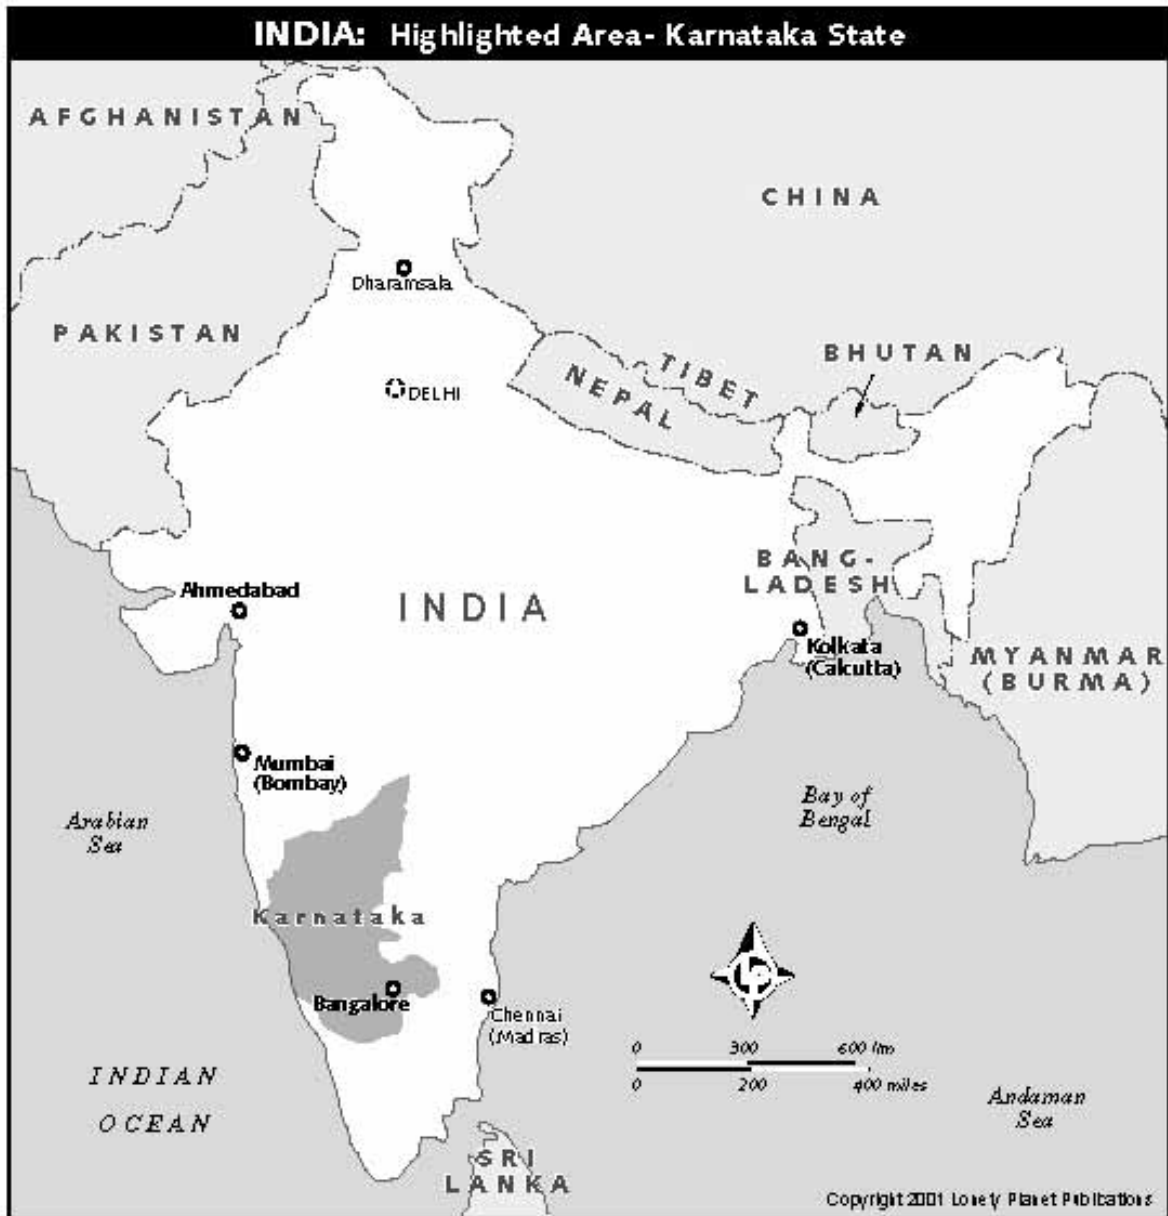 INDIA: Highlighted Area- Karnataka State
AFGHANISTAN
CHINA
Dharamsala
PAKISTAN
BHUTAN
TIBET
NEPAL
DELHI
BANG-
LADESH
Ahmedabad
INDIA
Kolkata
(Calcutta)
MYANMAR
(BURMA)
Mumbai
(Bombay)
Bay of
Bengal
Arabian
Sea
Karnataka
Bangalore
Chennai
(Madras)
0 300 600 km
0 200 400 miles
INDIAN
OCEAN
Andaman
Sea
SRI
LANKA
Copyright 2001 Lonely Planet Publications